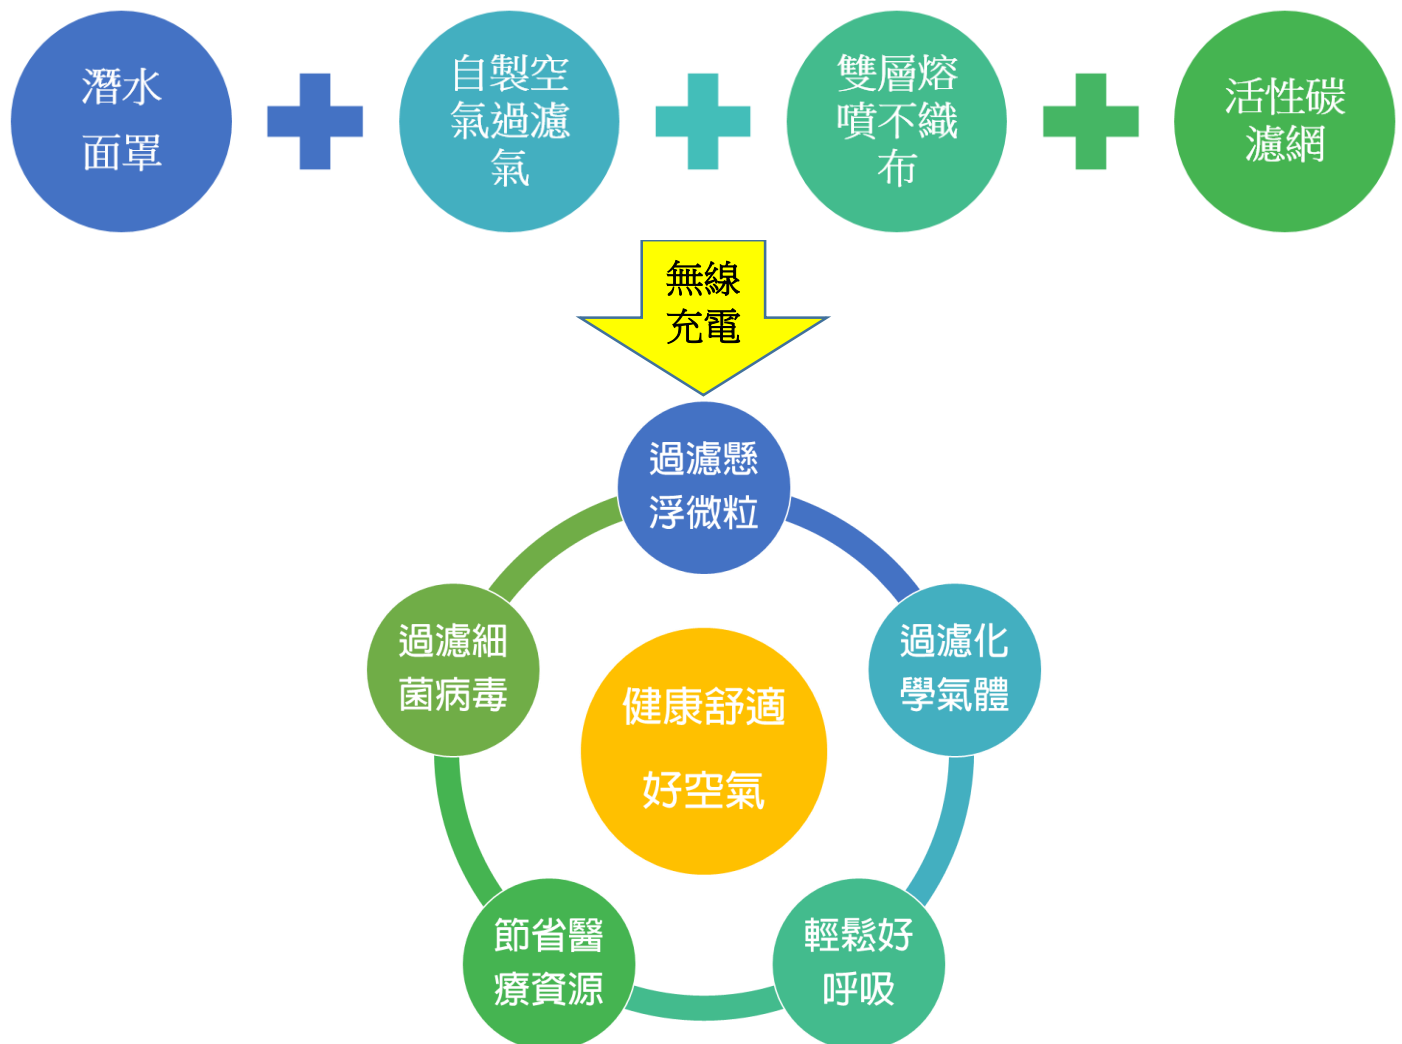 潛水
面罩
自製空
氣過濾
氣
雙層熔
噴不織
布
活性碳
濾網
無線
充電
過濾懸
浮微粒
過濾化
學氣體
輕鬆好
呼吸
節省醫
療資源
過濾細
菌病毒
健康舒適
好空氣